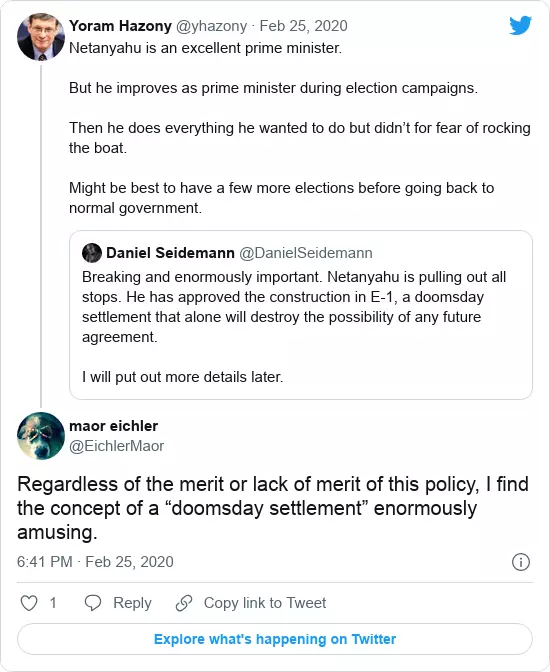 Yoram Hazony @yhazony · Feb 25, 2020
Netanyahu is an excellent prime minister.
But he improves as prime minister during election campaigns.
Then he does everything he wanted to do but didn’t for fear of rocking
the boat.
Might be best to have a few more elections before going back to
normal government.
Daniel Seidemann @DanielSeidemann
Breaking and enormously important. Netanyahu is pulling out all
stops. He has approved the construction in E-1, a doomsday
settlement that alone will destroy the possibility of any future
agreement.
I will put out more details later.
maor eichler
@EichlerMaor
Regardless of the merit or lack of merit of this policy, I find
the concept of a “doomsday settlement” enormously
amusing.
6:41 PM · Feb 25, 2020
1 Reply Copy link to Tweet
Explore what's happening on Twitter